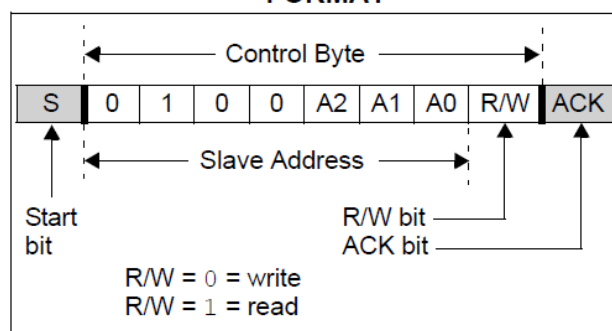 FORMAT
Control Byte
S 0 1 0 0 A2 A1 A0 R/W ACK
Slave Address
Start
bit
R/W bit
ACK bit
R/W = 0 = write
R/W = 1 = read